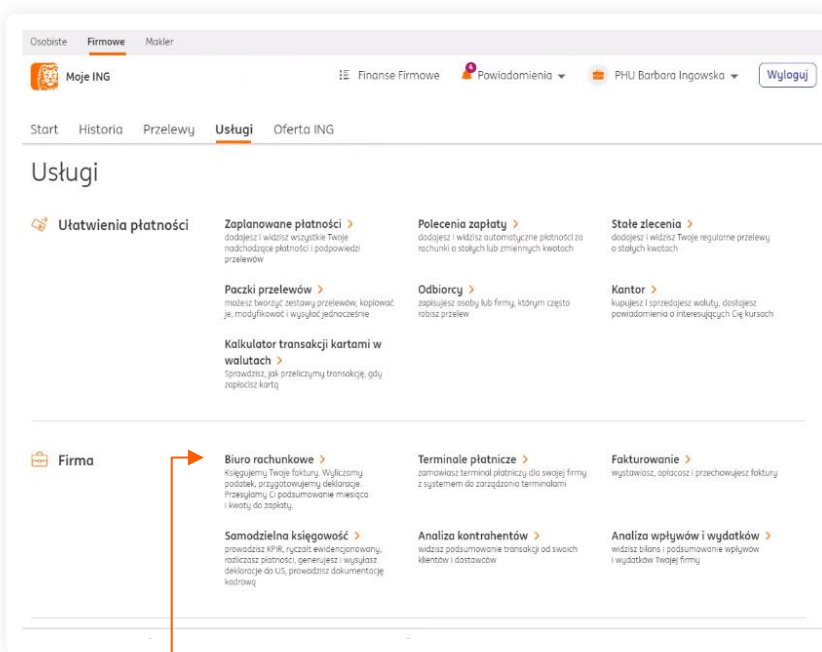 Osobiste Firmowe Makler
Moje ING Finanse Firmowe 4 Powiadomienia PHU Barbara Ingowska Wyloguj
Start Historia Przelewy Usługi Oferta ING
Usługi
Ułatwienia płatności
Zaplanowane płatności >
dodajesz i widzisz wszystkie Twoje
nadchodzące płatności i podpowiedzi
przelewów
Polecenia zapłaty >
dodajesz i widzisz automatyczne płatności za
rachunki o stałych lub zmiennych kwotach
Stałe zlecenia >
dodajesz i widzisz Twoje regularne przelewy
o stałych kwotach
Paczki przelewów >
możesz tworzyć zestawy przelewów, kopiować
je, modyfikować i wysyłać jednocześnie
Odbiorcy >
zapisujesz osoby lub firmy, którym często
robisz przelew
Kantor >
kupujesz i sprzedajesz waluty, dostajesz
powiadomienia o interesujących Cię kursach
Kalkulator transakcji kartami w
walutach >
Sprawdzisz, jak przeliczymy transakcję, gdy
zapłacisz kartą
Firma
Biuro rachunkowe >
Księgujemy Twoje faktury. Wyliczamy
podatek, przygotowujemy deklaracje.
Przesyłamy Ci podsumowanie miesiąca
i kwoty do zapłaty.
Terminale płatnicze >
zamawiasz terminal płatniczy dla swojej firmy
z systemem do zarządzania terminalami
Fakturowanie >
wystawiasz, opłacasz i przechowujesz faktury
Samodzielna księgowość >
prowadzisz KPiR, ryczałt ewidencjonowany,
rozliczasz płatności, generujesz i wysyłasz
deklaracje do US, prowadzisz dokumentację
kadrową
Analiza kontrahentów >
widzisz podsumowanie transakcji od swoich
klientów i dostawców
Analiza wpływów i wydatków >
widzisz bilans i podsumowanie wpływów
i wydatków Twojej firmy